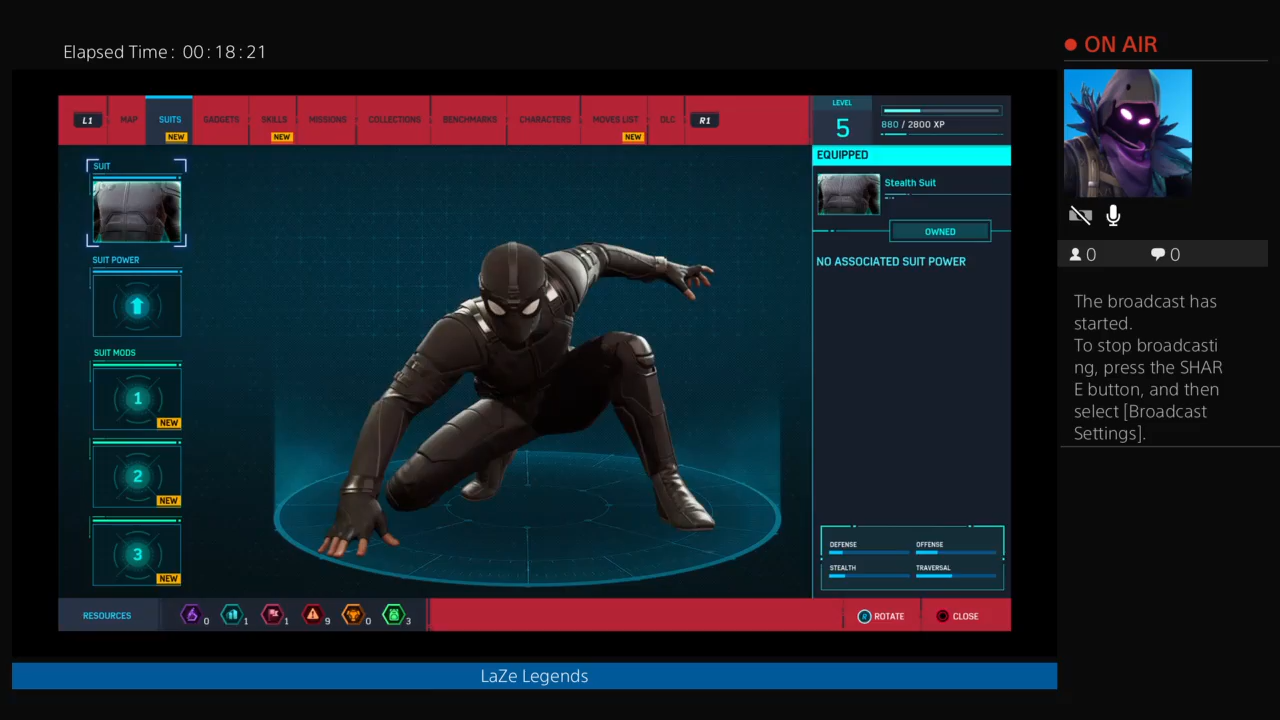 Elapsed Time: 00:18:21
ON AIR
L1 MAP SUITS GADGETS SKILLS MISSIONS COLLECTIONS BENCHMARKS CHARACTERS MOVES LIST DLC R1
NEW NEW NEW
LEVEL
5
880 / 2800 XP
EQUIPPED
SUIT
Stealth Suit
OWNED
NO ASSOCIATED SUIT POWER
SUIT POWER
SUIT MODS
1
NEW
2
NEW
3
NEW
DEFENSE OFFENSE
STEALTH TRAVERSAL
RESOURCES 0 1 1 9 0 3
R ROTATE CLOSE
0 0
The broadcast has
started.
To stop broadcasti
ng, press the SHAR
E button, and then
select [Broadcast
Settings].
LaZe Legends